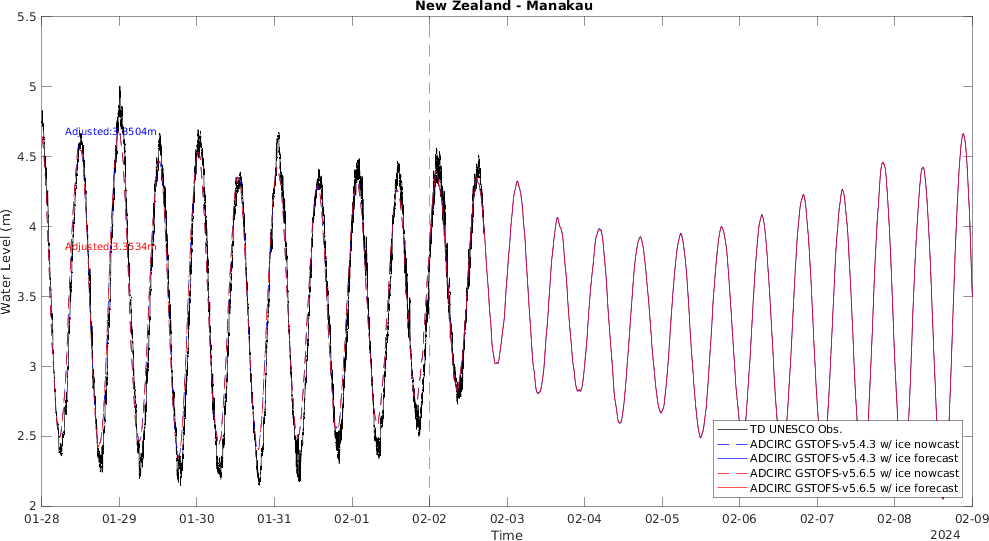 New Zealand - Manakau
5.5
5
4.5
4
3.5
3
2.5
2
Water Level (m)
Adjusted:3.3504m
Adjusted:3.3534m
TD UNESCO Obs.
ADCIRC GSTOFS-v5.4.3 w/ ice nowcast
ADCIRC GSTOFS-v5.4.3 w/ ice forecast
ADCIRC GSTOFS-v5.6.5 w/ ice nowcast
ADCIRC GSTOFS-v5.6.5 w/ ice forecast
01-28 01-29 01-30 01-31 02-01 02-02 02-03 02-04 02-05 02-06 02-07 02-08 02-09
Time
2024